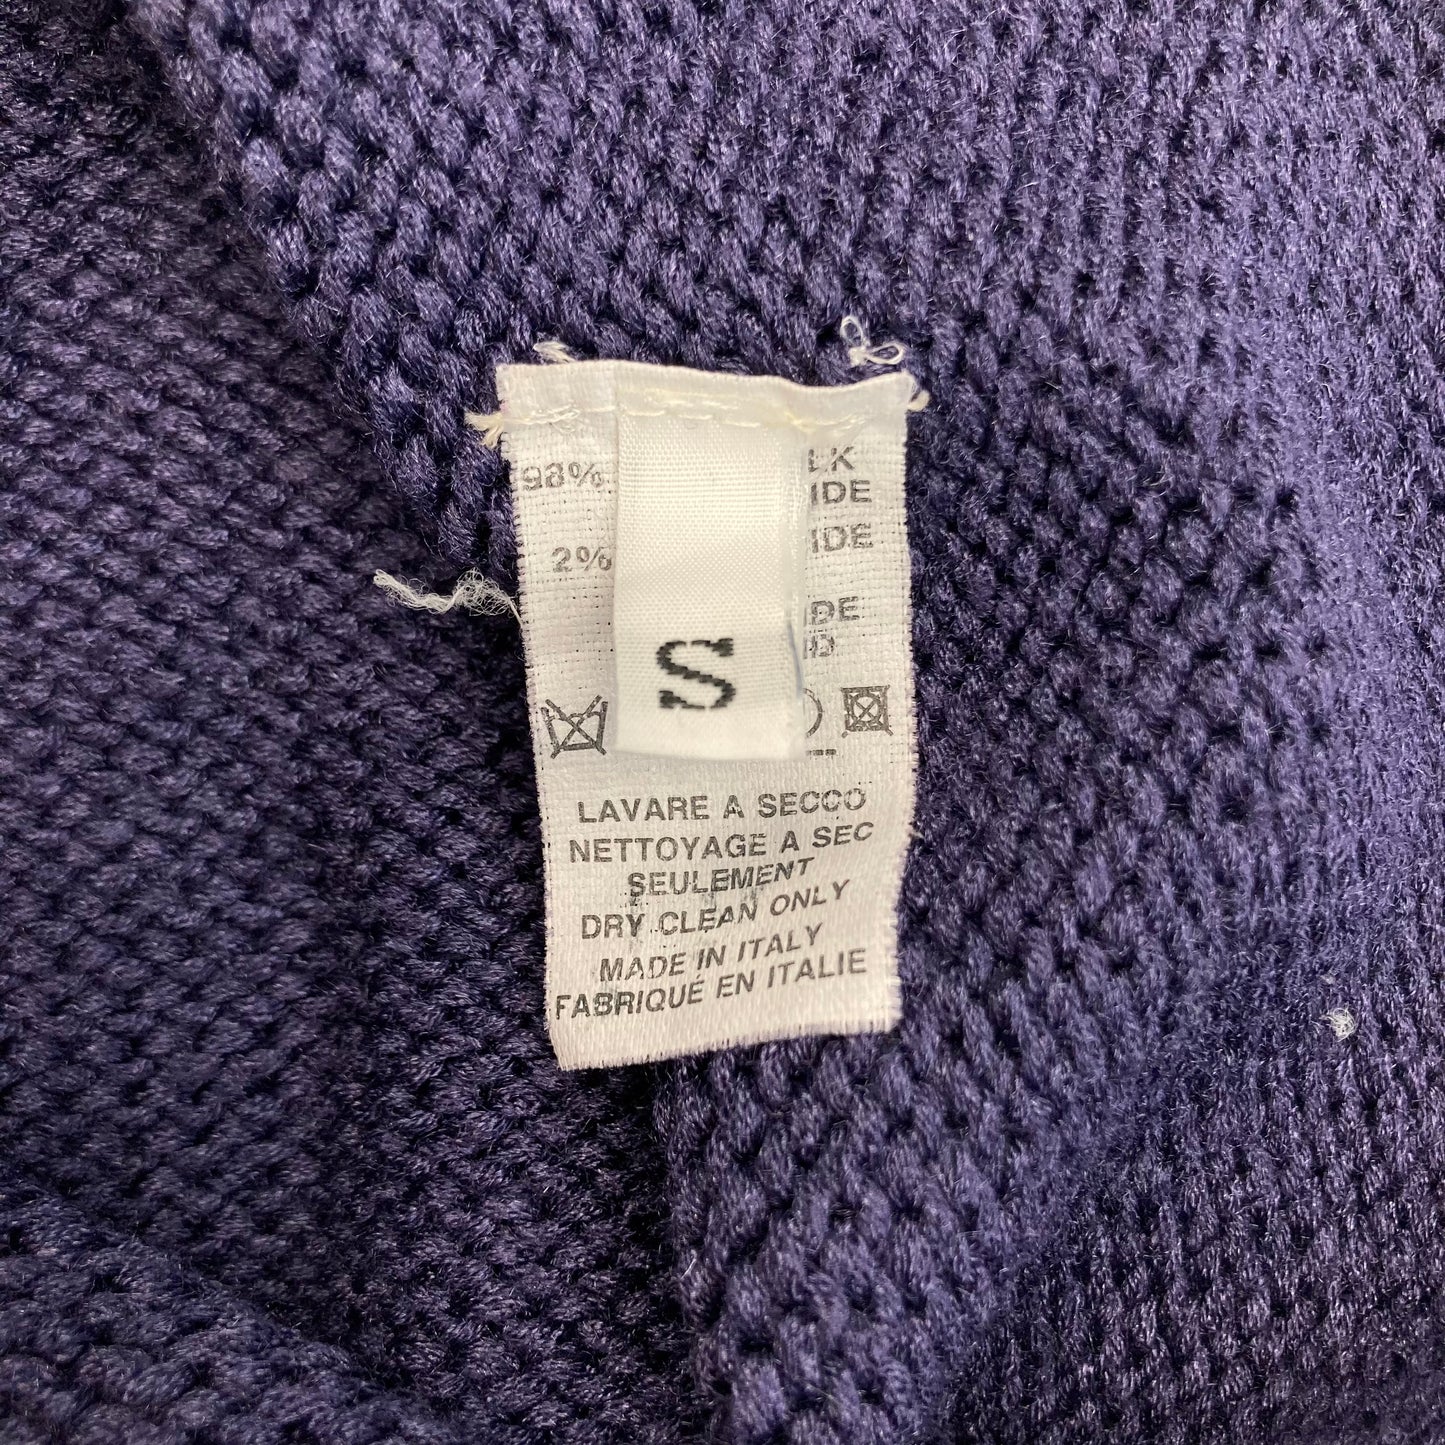 98%
2%
S
LAVARE A SECCO
NETTOYAGE A SEC
SEULEMENT
DRY CLEAN ONLY
MADE IN ITALY
FABRIQUÉ EN ITALIE